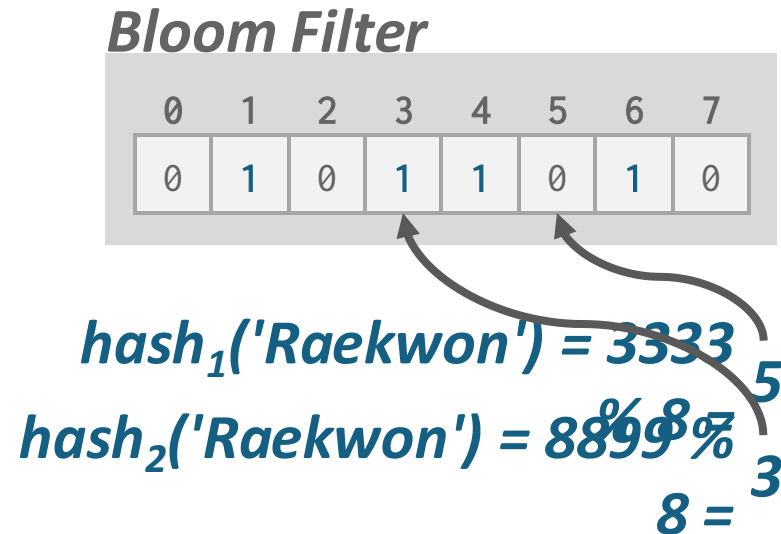 Bloom Filter
0 1 2 3 4 5 6 7
0 1 0 1 1 0 1 0
hash1('Raekwon') = 3333
% 8 = 5
hash2('Raekwon') = 8899 %
8 = 3